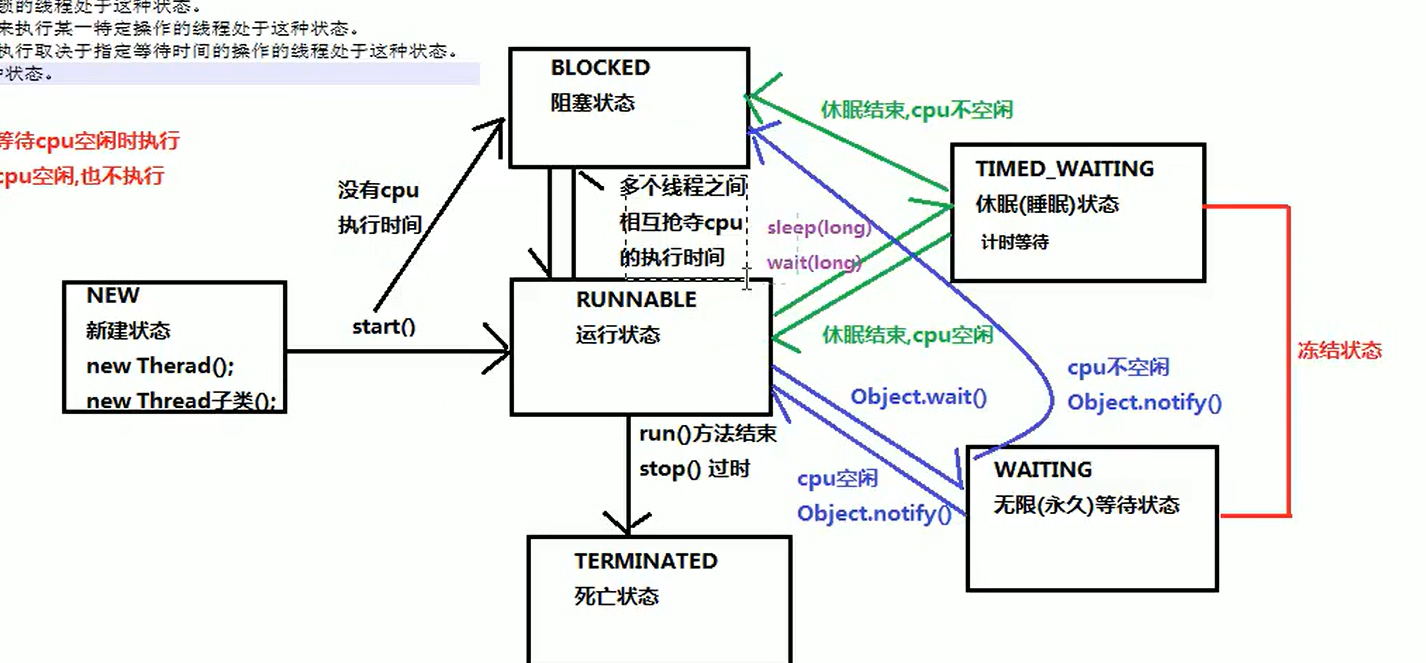 锁的线程处于这种状态。
来执行某一特定操作的线程处于这种状态。
执行取决于指定等待时间的操作的线程处于这种状态。
种状态。
等待cpu空闲时执行
cpu空闲,也不执行
BLOCKED
阻塞状态
休眠结束,cpu不空闲
没有cpu
执行时间
多个线程之间
相互抢夺cpu
的执行时间
sleep(long)
wait(long)
TIMED_WAITING
休眠(睡眠)状态
计时等待
NEW
新建状态
new Therad();
new Thread子类();
start()
RUNNABLE
运行状态
休眠结束,cpu空闲
冻结状态
cpu不空闲
Object.notify()
Object.wait()
run()方法结束
stop() 过时
cpu空闲
Object.notify()
WAITING
无限(永久)等待状态
TERMINATED
死亡状态